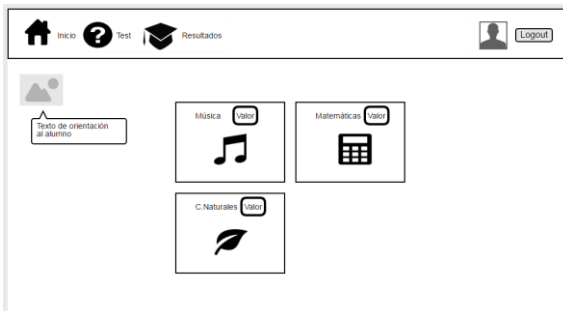 Inicio Test Resultados Logout
Texto de orientación
al alumno
Música Valor Matemáticas Valor
C.Naturales Valor